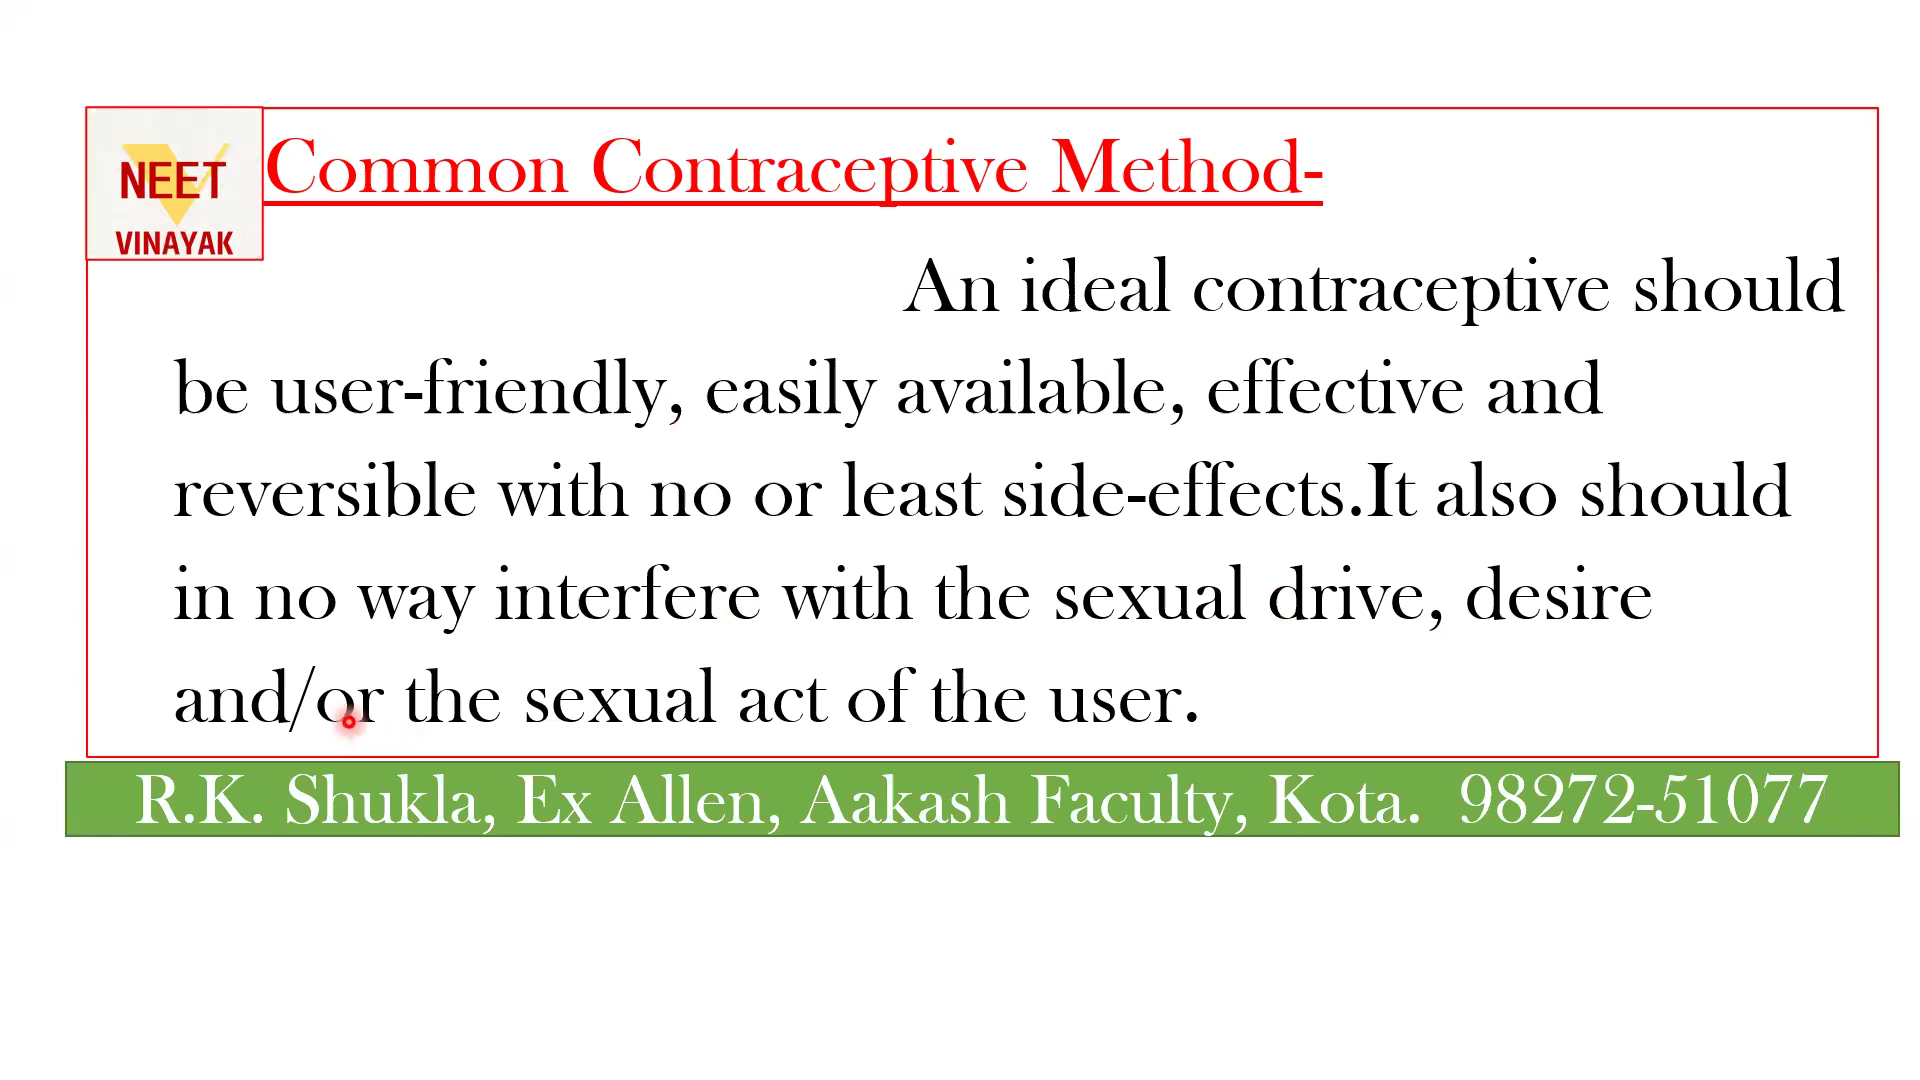 NEET
VINAYAK
Common Contraceptive Method-
An ideal contraceptive should
be user-friendly, easily available, effective and
reversible with no or least side-effects.It also should
in no way interfere with the sexual drive, desire
and/or the sexual act of the user.
R.K. Shukla, Ex Allen, Aakash Faculty, Kota. 98272-51077